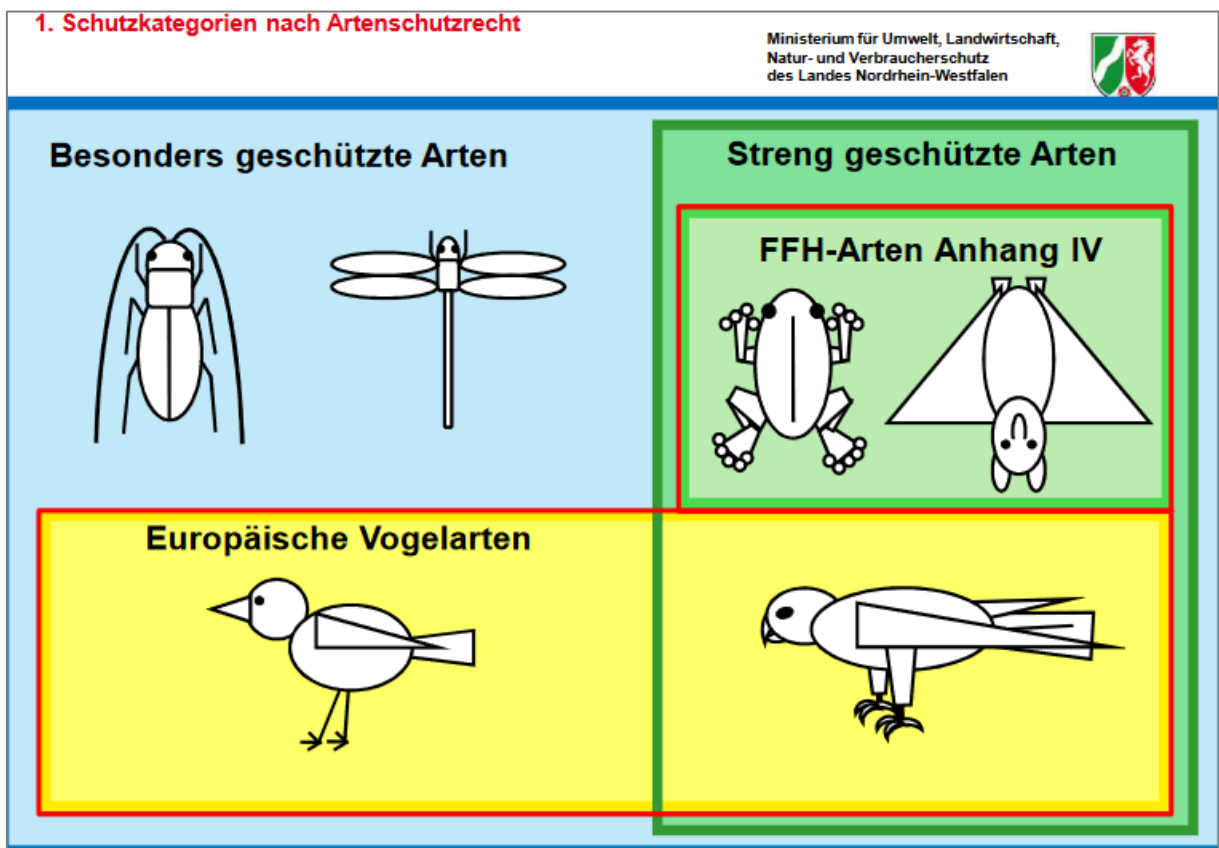 1. Schutzkategorien nach Artenschutzrecht
Ministerium für Umwelt, Landwirtschaft,
Natur- und Verbraucherschutz
des Landes Nordrhein-Westfalen
Besonders geschützte Arten
Streng geschützte Arten
FFH-Arten Anhang IV
Europäische Vogelarten